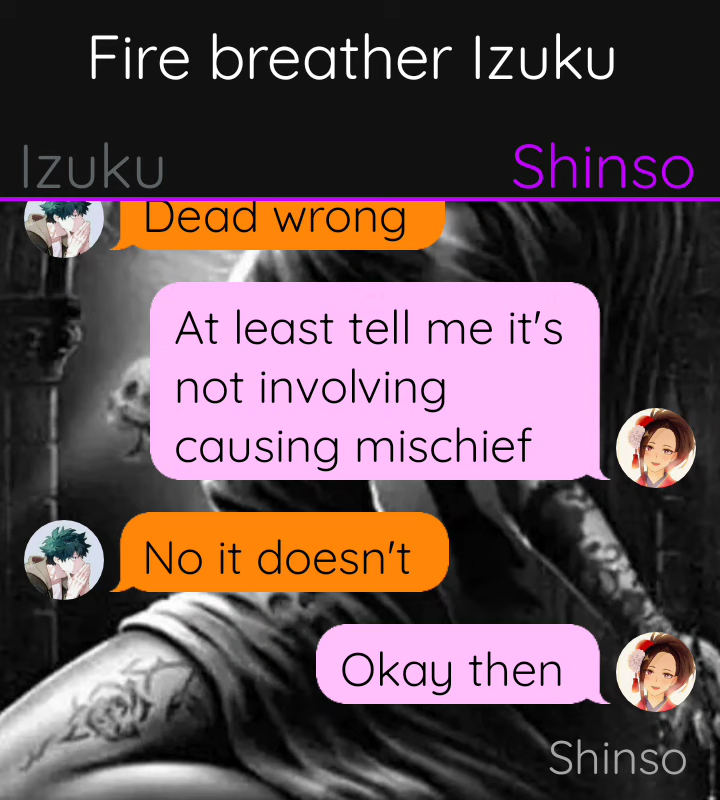 Fire breather Izuku
Izuku Shinso
Dead wrong
At least tell me it's
not involving
causing mischief
No it doesn't
Okay then
Shinso